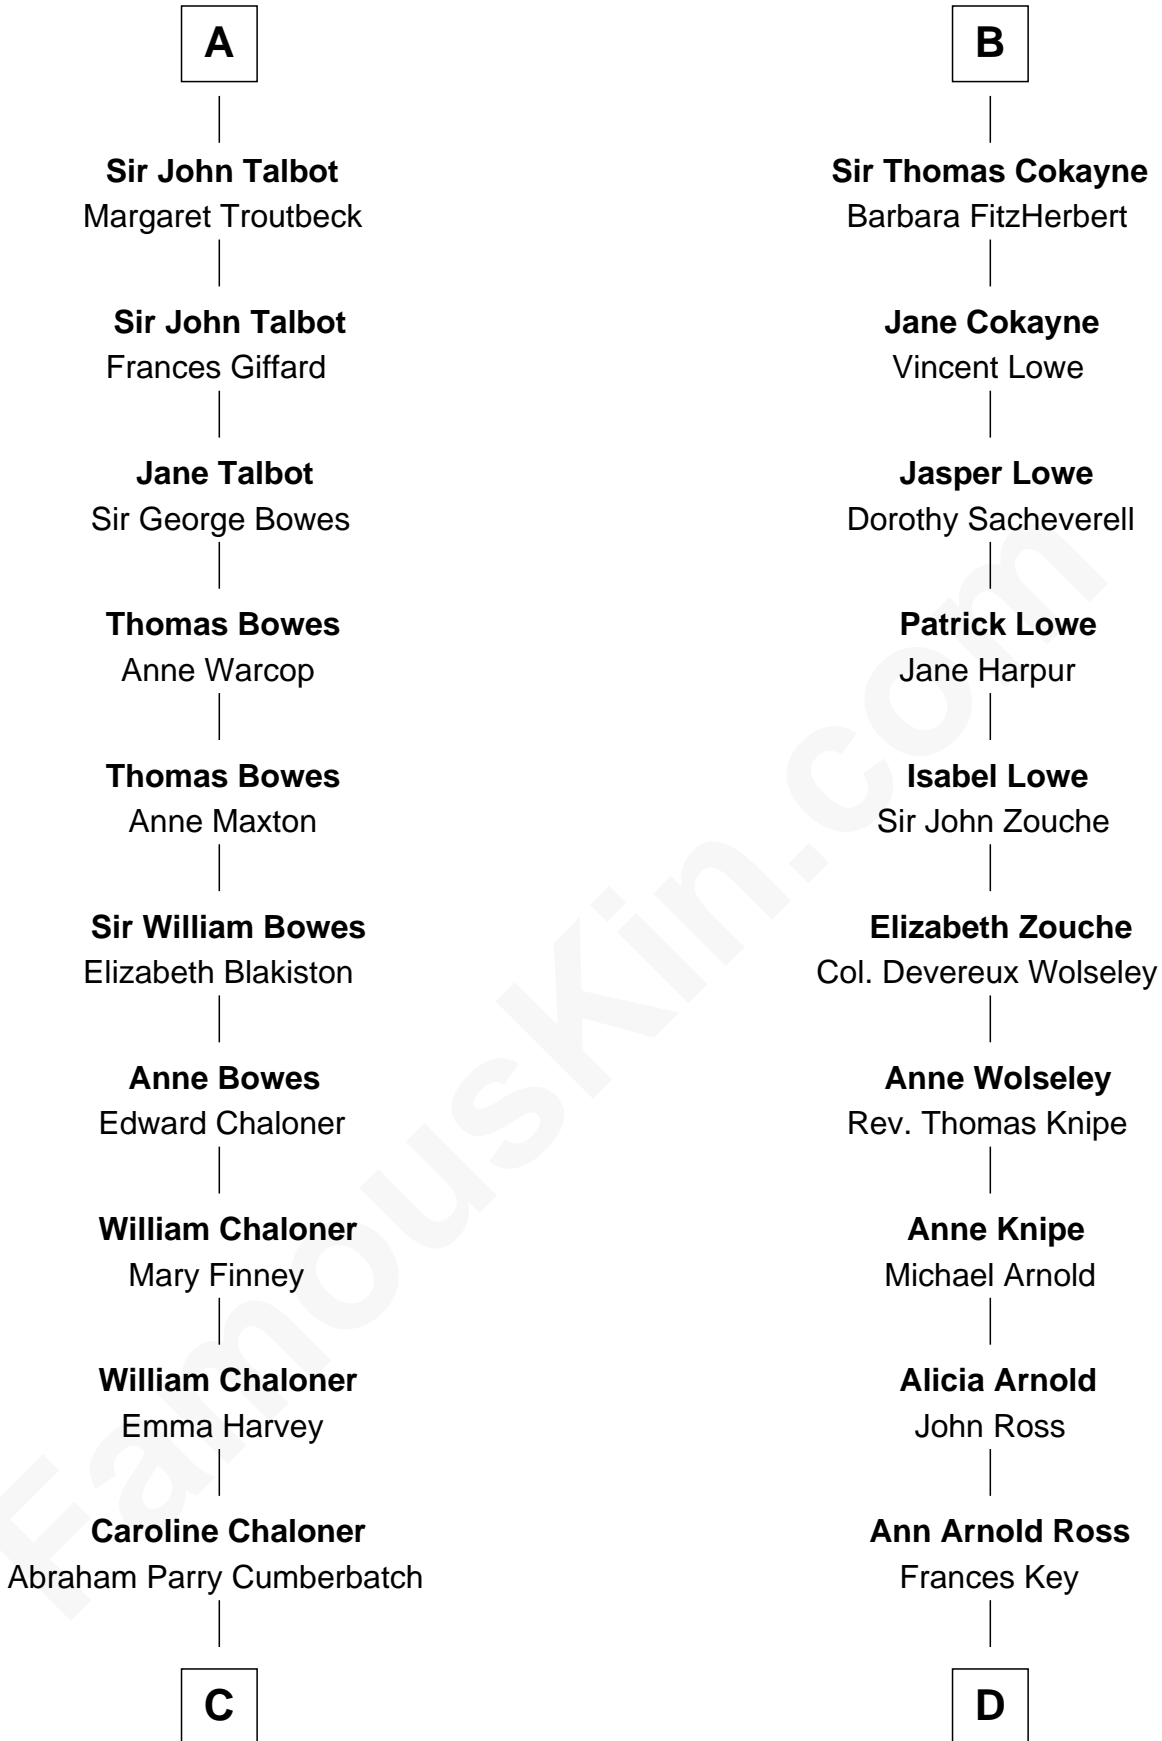 A
Sir John Talbot
Margaret Troutbeck
Sir John Talbot
Frances Giffard
Jane Talbot
Sir George Bowes
Thomas Bowes
Anne Warcop
Thomas Bowes
Anne Maxton
Sir William Bowes
Elizabeth Blakiston
Anne Bowes
Edward Chaloner
William Chaloner
Mary Finney
William Chaloner
Emma Harvey
Caroline Chaloner
Abraham Parry Cumberbatch
C
B
Sir Thomas Cokayne
Barbara FitzHerbert
Jane Cokayne
Vincent Lowe
Jasper Lowe
Dorothy Sacheverell
Patrick Lowe
Jane Harpur
Isabel Lowe
Sir John Zouche
Elizabeth Zouche
Col. Devereux Wolseley
Anne Wolseley
Rev. Thomas Knipe
Anne Knipe
Michael Arnold
Alicia Arnold
John Ross
Ann Arnold Ross
Frances Key
D
FamousKin.com